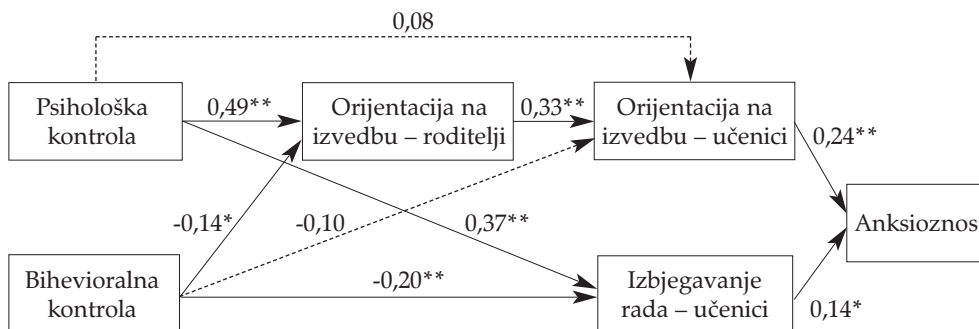 0,08
Psihološka
kontrola
0,49**
Orijentacija na
izvedbu – roditelji
0,33**
Orijentacija na
izvedbu – učenici
0,24**
-0,14*
-0,10
0,37**
Anksioznos
Bihevioralna
kontrola
-0,20**
Izbjegavanje
rada – učenici
0,14*